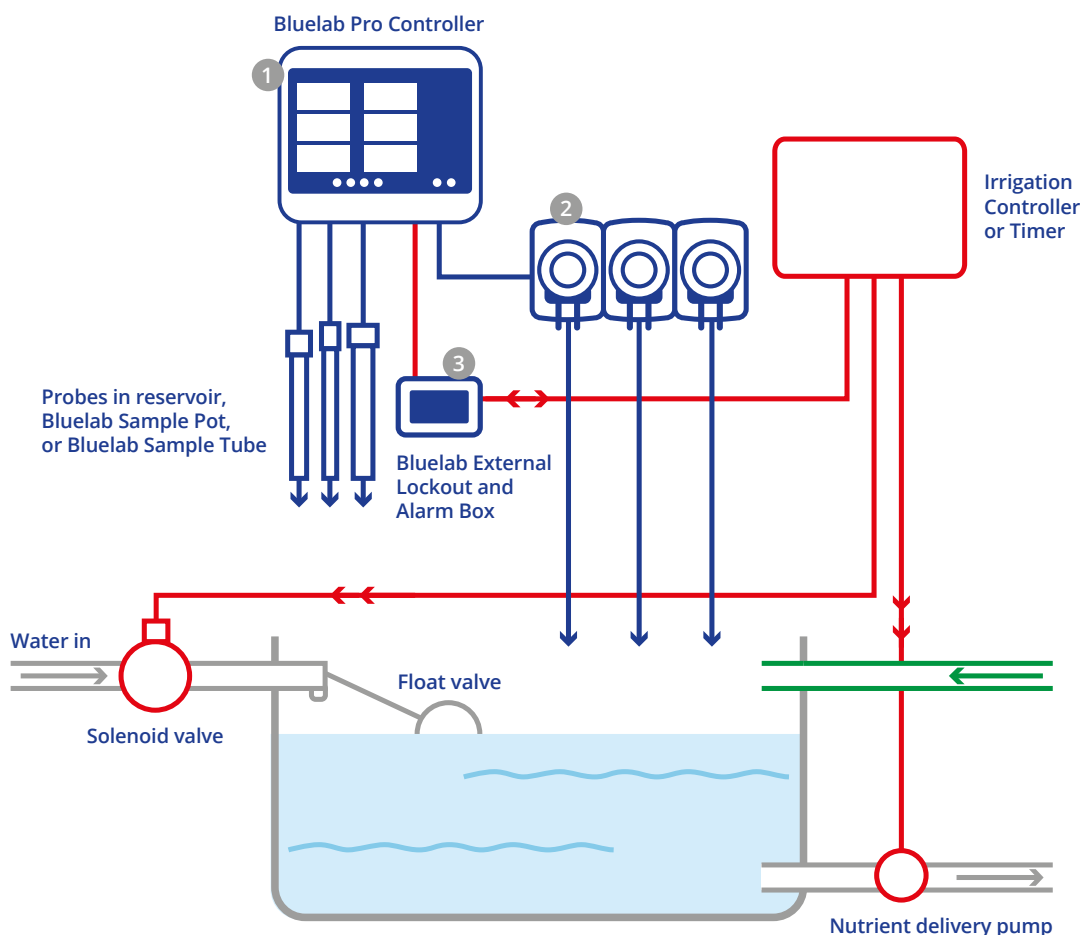 Bluelab Pro Controller
1
2
Irrigation
Controller
or Timer
3
Probes in reservoir,
Bluelab Sample Pot,
or Bluelab Sample Tube
Bluelab External
Lockout and
Alarm Box
Water in
Float valve
Solenoid valve
Nutrient delivery pump